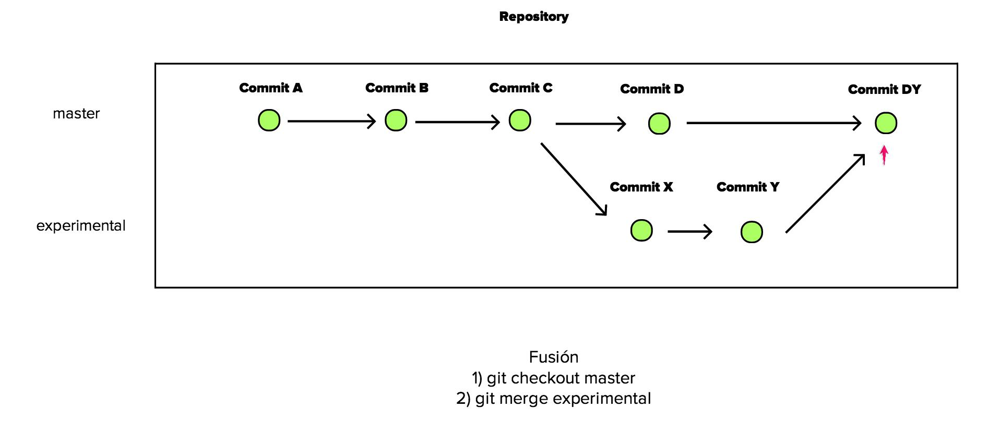 Repository
Commit A
Commit B
Commit C
Commit D
Commit DY
master
Commit X
Commit Y
experimental
Fusión
1) git checkout master
2) git merge experimental